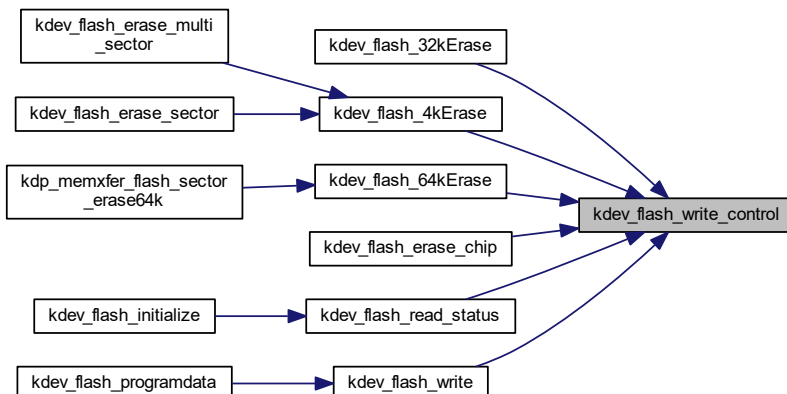 kdev_flash_erase_multi
_sector
kdev_flash_32kErase
kdev_flash_erase_sector
kdev_flash_4kErase
kdp_memxfer_flash_sector
_erase64k
kdev_flash_64kErase
kdev_flash_write_control
kdev_flash_erase_chip
kdev_flash_initialize
kdev_flash_read_status
kdev_flash_programdata
kdev_flash_write